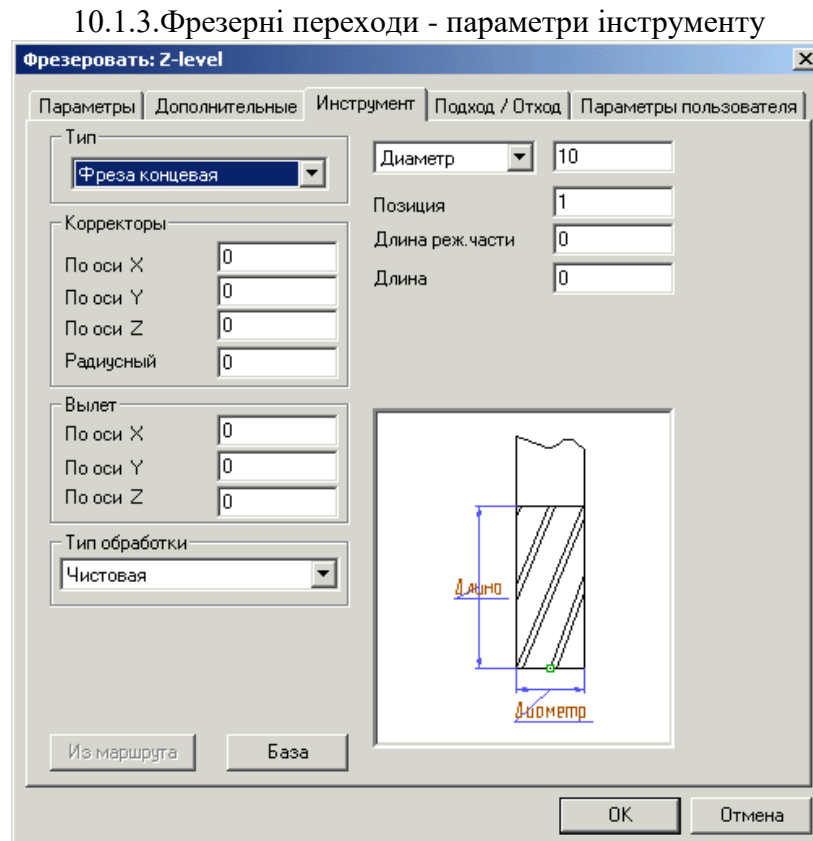 10.1.3.Фрезерні переходи - параметри інструменту
Фрезеровать: Z-level
Параметры Дополнительные Инструмент Подход / Отход Параметры пользователя
Тип
Фреза концевая
Корректоры
По оси X 0
По оси Y 0
По оси Z 0
Радиусный 0
Вылет
По оси X 0
По оси Y 0
По оси Z 0
Тип обработки
Чистовая
Диаметр 10
Позиция 1
Длина реж.части 0
Длина 0
Длина
Диаметр
Из маршрута База
OK Отмена